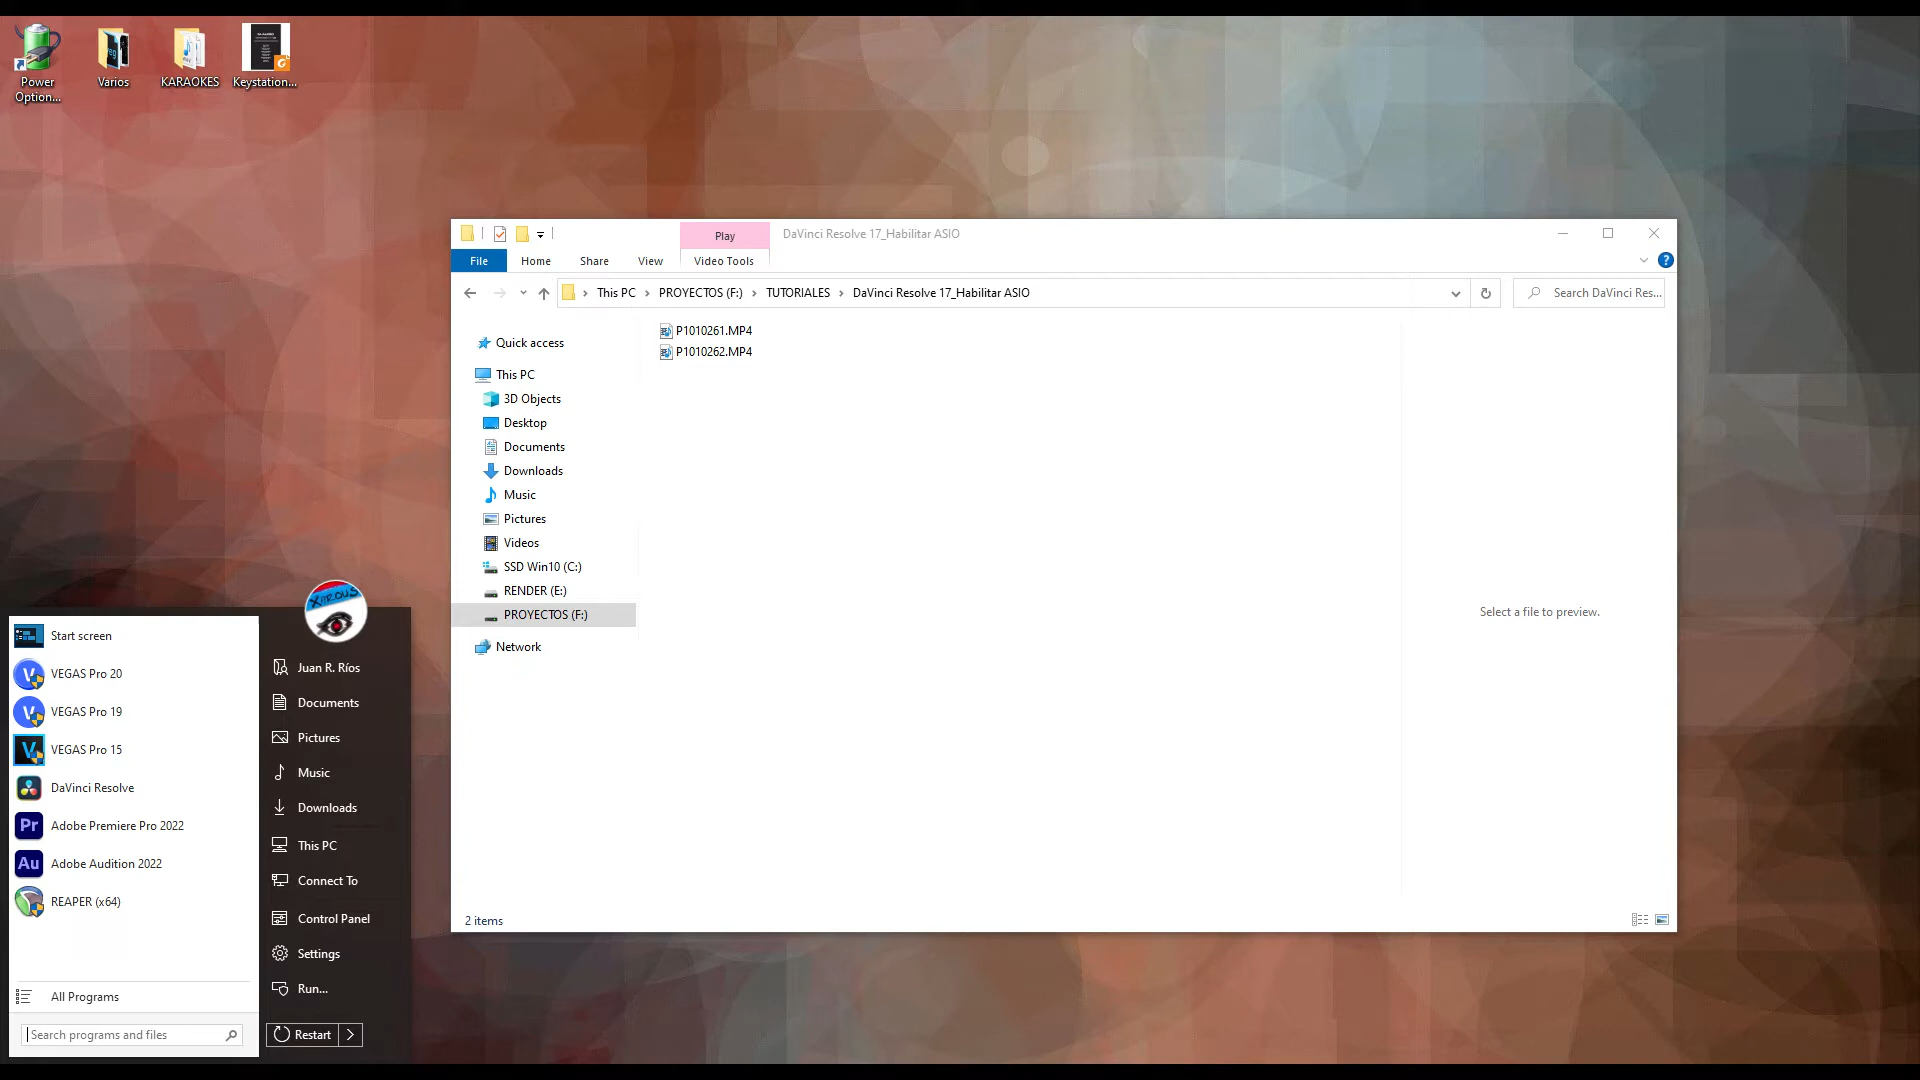 Power
Option...
Varios
KARAOKES
Keystation...
Play
DaVinci Resolve 17_Habilitar ASIO
File
Home
Share
View
Video Tools
This PC
PROYECTOS (F:)
TUTORIALES
DaVinci Resolve 17_Habilitar ASIO
Search DaVinci Res...
Quick access
This PC
3D Objects
Desktop
Documents
Downloads
Music
Pictures
Videos
SSD Win10 (C:)
RENDER (E:)
PROYECTOS (F:)
Network
P1010261.MP4
P1010262.MP4
Select a file to preview.
2 items
XITROUS
Start screen
VEGAS Pro 20
VEGAS Pro 19
VEGAS Pro 15
DaVinci Resolve
Pr
Adobe Premiere Pro 2022
Au
Adobe Audition 2022
REAPER (x64)
All Programs
Search programs and files
Juan R. Ríos
Documents
Pictures
Music
Downloads
This PC
Connect To
Control Panel
Settings
Run...
Restart